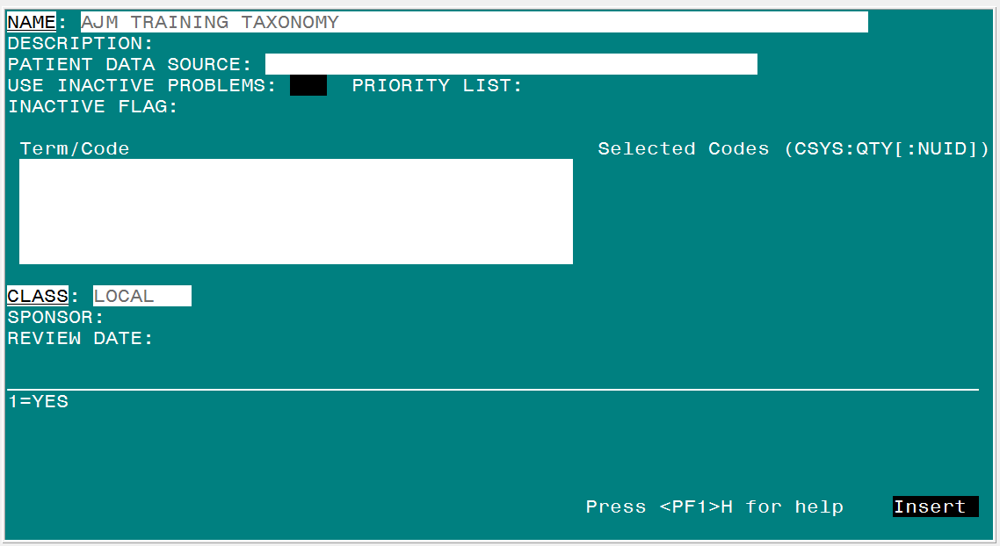 NAME: AJM TRAINING TAXONOMY
DESCRIPTION:
PATIENT DATA SOURCE:
USE INACTIVE PROBLEMS: PRIORITY LIST:
INACTIVE FLAG:
Term/Code Selected Codes (CSYS:QTY[:NUID])
CLASS: LOCAL
SPONSOR:
REVIEW DATE:
1=YES
Press <PF1>H for help Insert